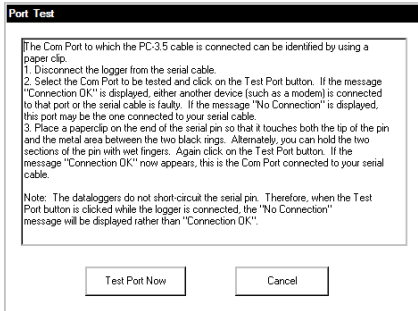 Port Test
The Com Port to which the PC-3.5 cable is connected can be identified by using a
paper clip.
1. Disconnect the logger from the serial cable.
2. Select the Com Port to be tested and click on the Test Port button.  If the message
"Connection OK" is displayed, either another device (such as a modem) is connected
to that port or the serial cable is faulty.  If the message "No Connection" is displayed,
this port may be the one connected to your serial cable.
3. Place a paperclip on the end of the serial pin so that it touches both the tip of the pin
and the metal area between the two black rings.  Alternately, you can hold the two
sections of the pin with wet fingers.  Again click on the Test Port button.  If the
message "Connection OK" now appears, this is the Com Port connected to your serial
cable.
Note:  The dataloggers do not short-circuit the serial pin.  Therefore, when the Test
Port button is clicked while the logger is connected, the "No Connection"
message will be displayed rather than "Connection OK".
Test Port Now
Cancel